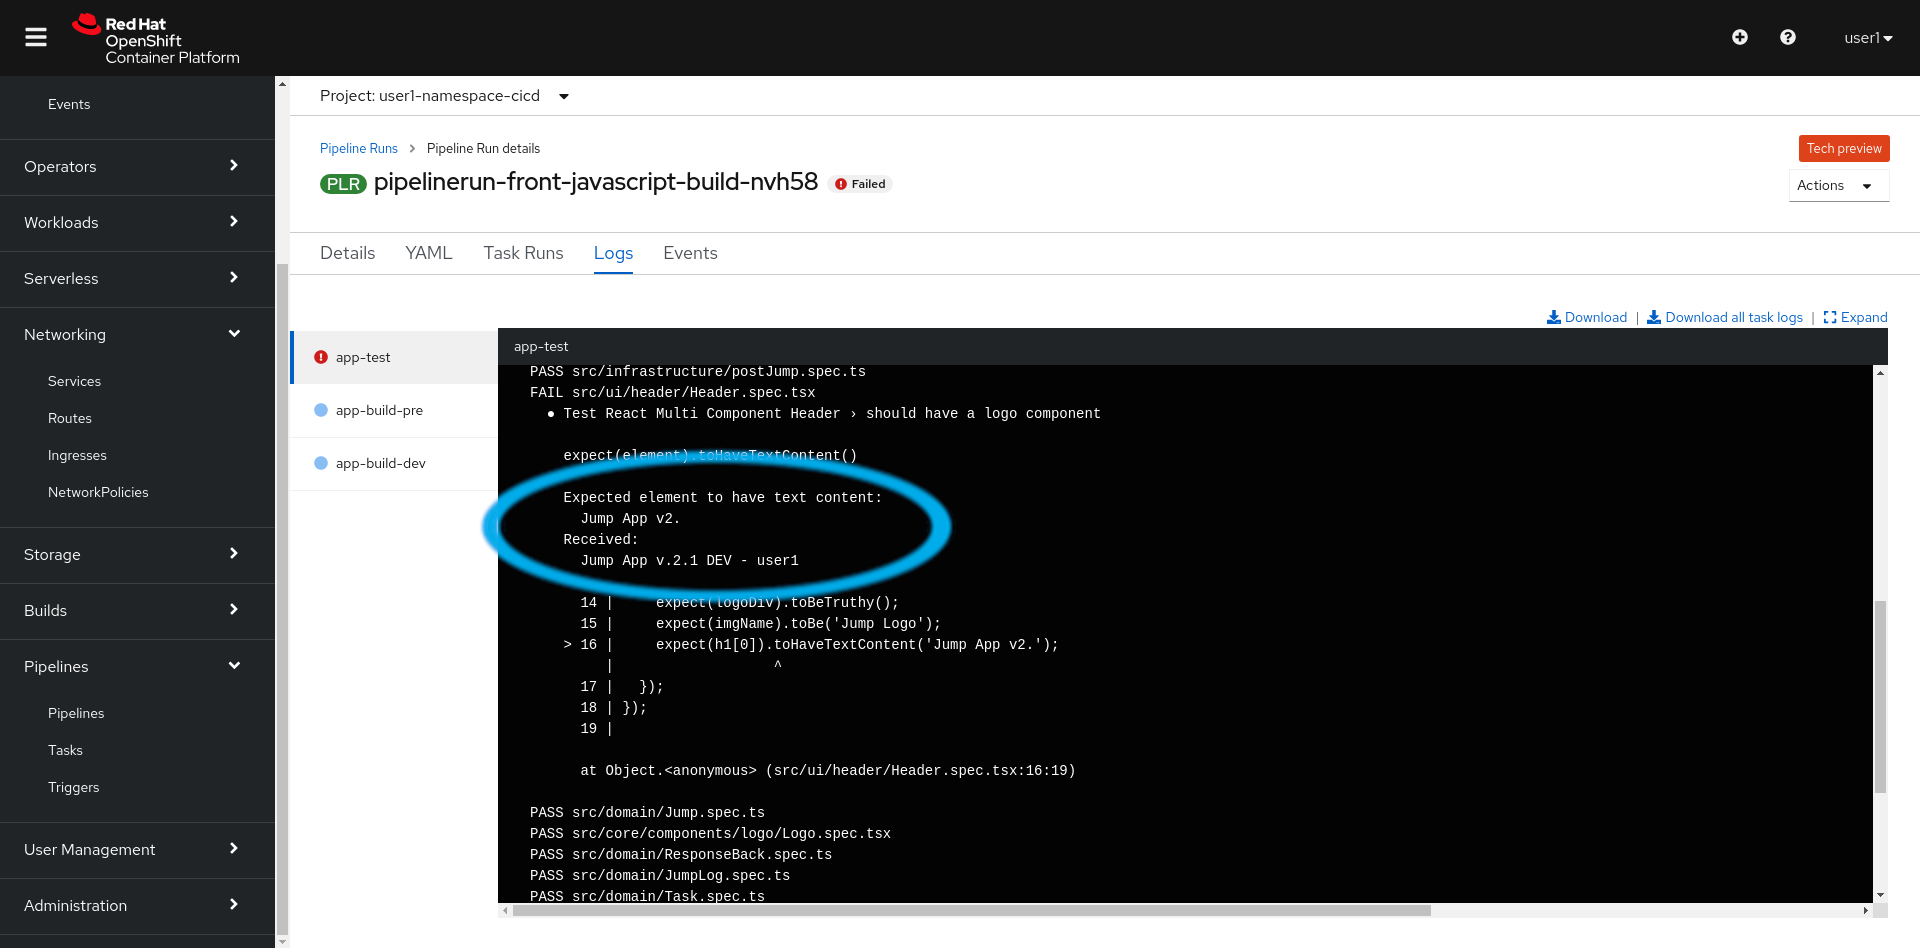 Red Hat
OpenShift
Container Platform
user1
Events
Operators
Workloads
Serverless
Networking
Services
Routes
Ingresses
NetworkPolicies
Storage
Builds
Pipelines
Pipelines
Tasks
Triggers
User Management
Administration
Project: user1-namespace-cicd
Pipeline Runs > Pipeline Run details
Tech preview
PLR pipelinerun-front-javascript-build-nvh58 Failed
Actions
Details YAML Task Runs Logs Events
Download | Download all task logs | Expand
app-test
app-build-pre
app-build-dev
app-test
PASS src/infrastructure/postJump.spec.ts
FAIL src/ui/header/Header.spec.tsx
● Test React Multi Component Header › should have a logo component
expect(element).toHaveTextContent()
Expected element to have text content:
Jump App v2.
Received:
Jump App v.2.1 DEV - user1
14 | expect(logoDiv).toBeTruthy();
15 | expect(imgName).toBe('Jump Logo');
> 16 | expect(h1[0]).toHaveTextContent('Jump App v2.');
| ^
17 | });
18 | });
19 |
at Object.<anonymous> (src/ui/header/Header.spec.tsx:16:19)
PASS src/domain/Jump.spec.ts
PASS src/core/components/logo/Logo.spec.tsx
PASS src/domain/ResponseBack.spec.ts
PASS src/domain/JumpLog.spec.ts
PASS src/domain/Task.spec.ts